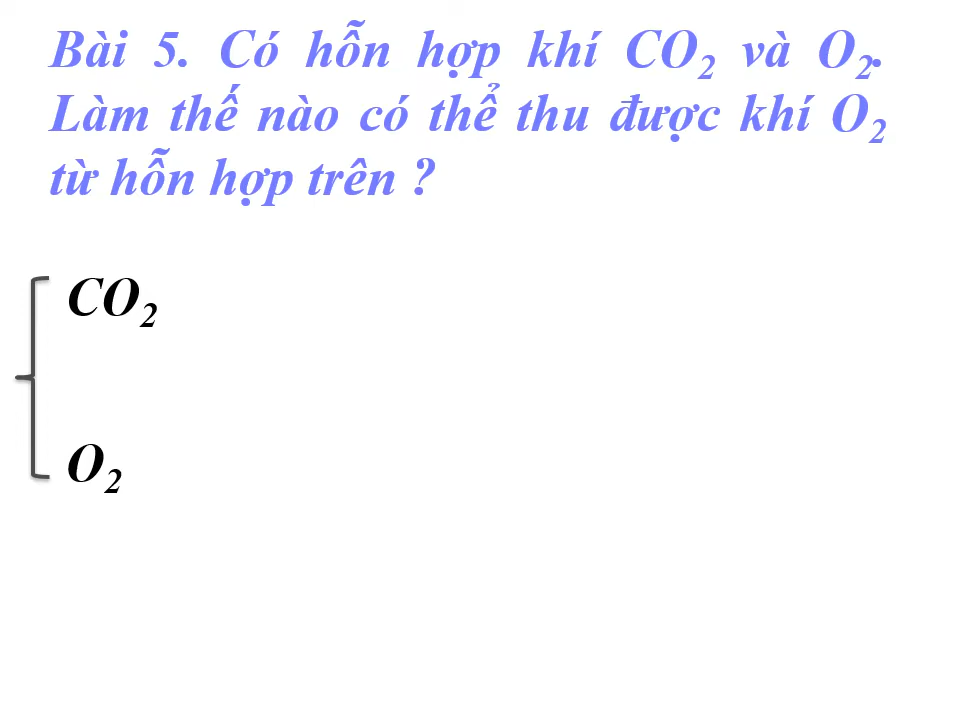 Bài 5. Có hỗn hợp khí CO₂ và O₂.
Làm thế nào có thể thu được khí O₂
từ hỗn hợp trên ?
CO₂
O₂